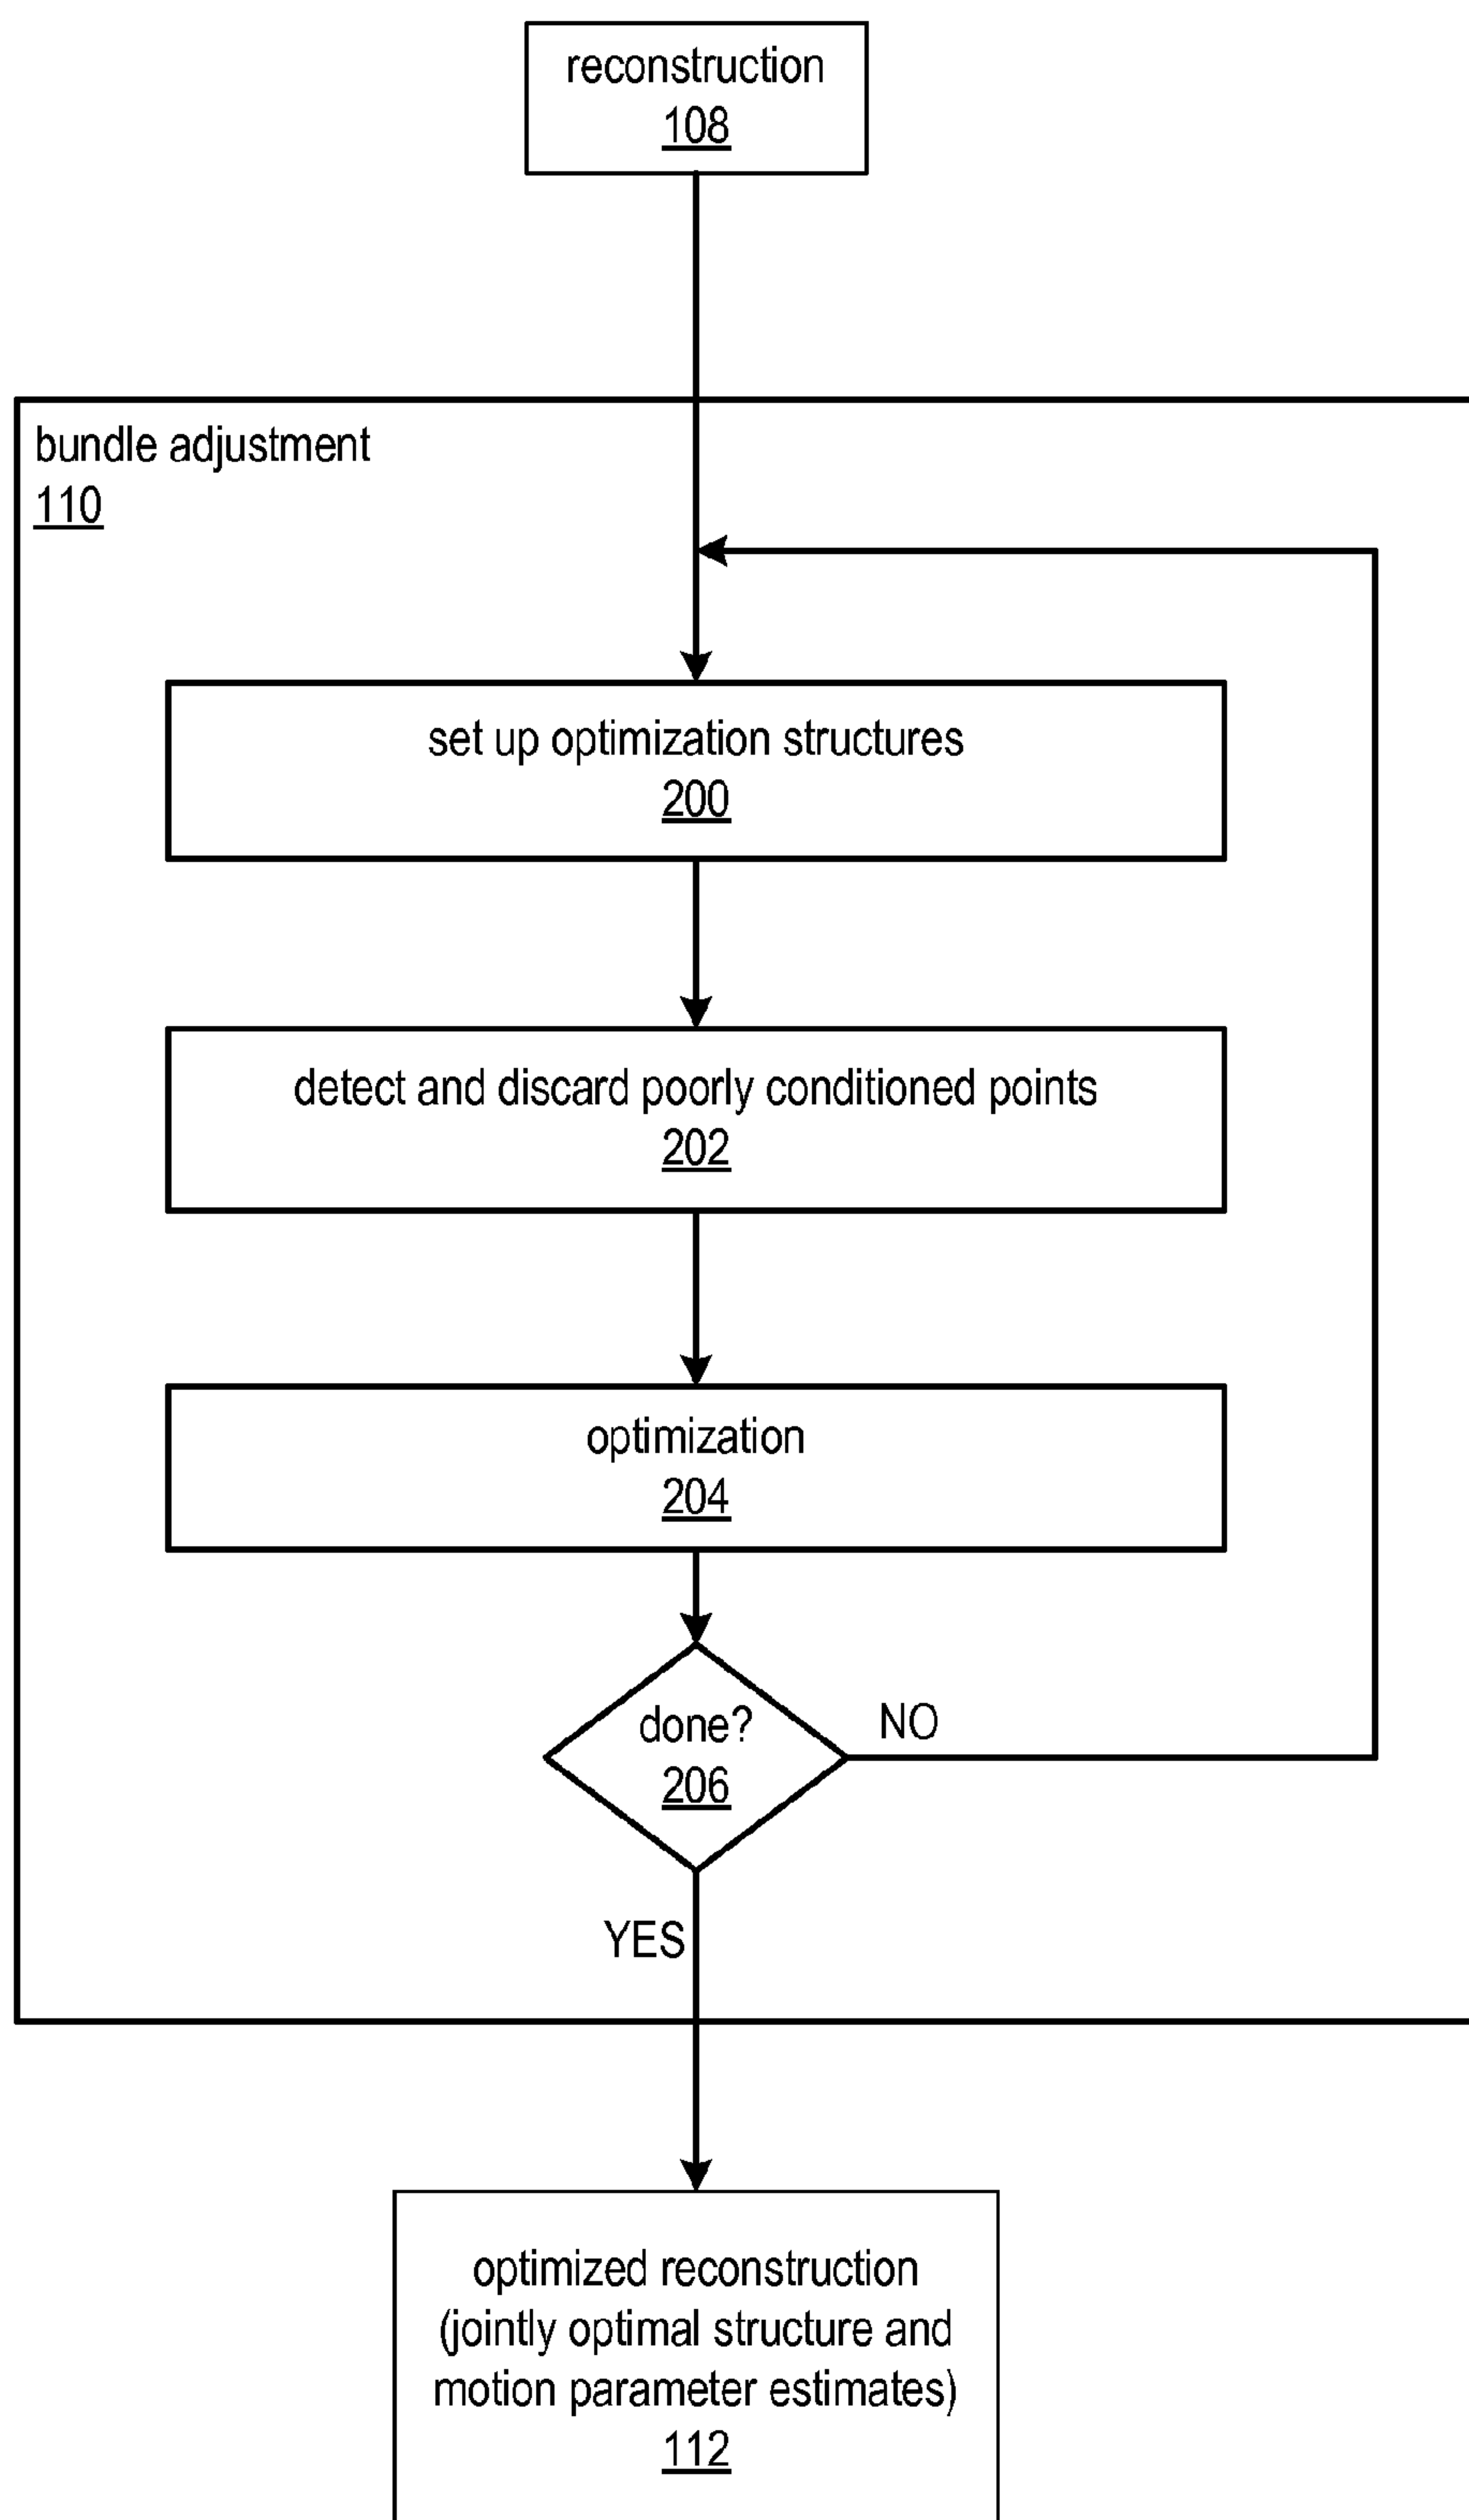 reconstruction
108
bundle adjustment
110
set up optimization structures
200
detect and discard poorly conditioned points
202
optimization
204
done?
206
NO
YES
optimized reconstruction
(jointly optimal structure and
motion parameter estimates)
112